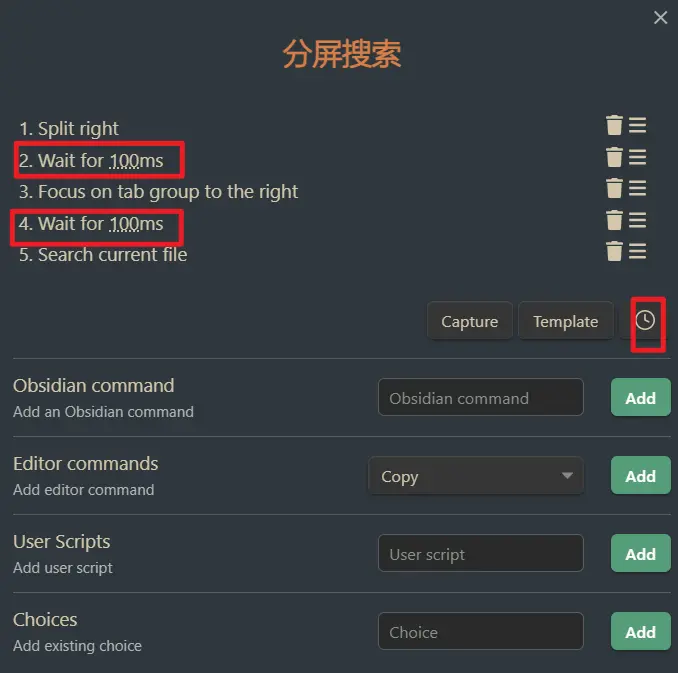 分屏搜索
1. Split right
2. Wait for 100ms
3. Focus on tab group to the right
4. Wait for 100ms
5. Search current file
Capture Template
Obsidian command
Add an Obsidian command
Obsidian command Add
Editor commands
Add editor command
Copy Add
User Scripts
Add user script
User script Add
Choices
Add existing choice
Choice Add